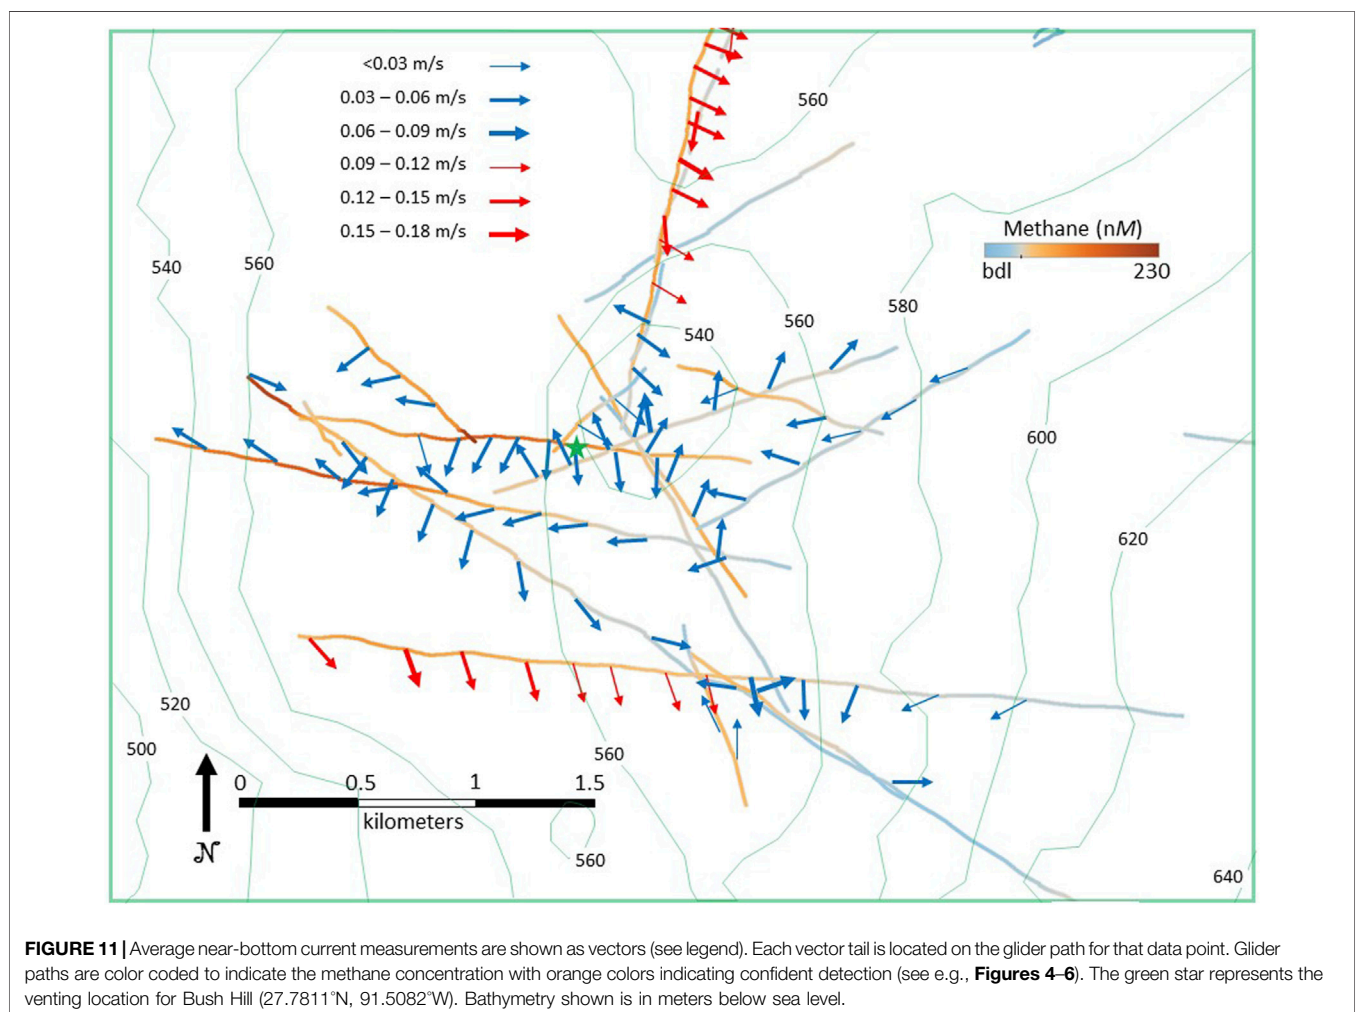 <0.03 m/s
0.03 – 0.06 m/s
0.06 – 0.09 m/s
0.09 – 0.12 m/s
0.12 – 0.15 m/s
0.15 – 0.18 m/s
560
Methane (nM)
bdl 230
540 560
580
560
540
600
620
520
500
560
0 0.5 1 1.5
kilometers
N
560
640
FIGURE 11 | Average near-bottom current measurements are shown as vectors (see legend). Each vector tail is located on the glider path for that data point. Glider
paths are color coded to indicate the methane concentration with orange colors indicating confident detection (see e.g., Figures 4–6). The green star represents the
venting location for Bush Hill (27.7811°N, 91.5082°W). Bathymetry shown is in meters below sea level.